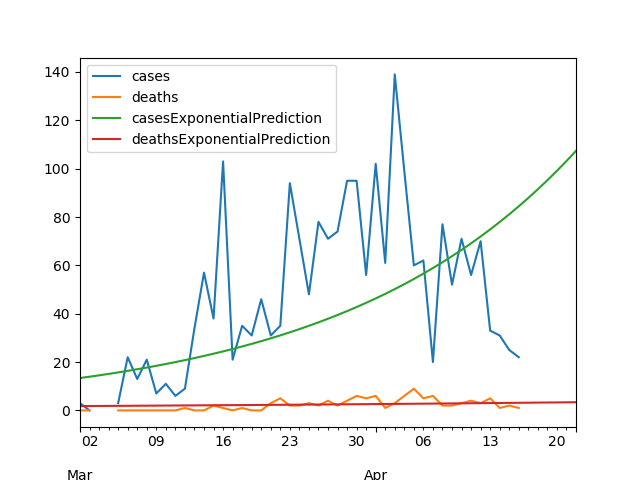 140
120
100
80
60
40
20
0
cases
deaths
casesExponentialPrediction
deathsExponentialPrediction
02 09 16 23 30 06 13 20
Mar Apr